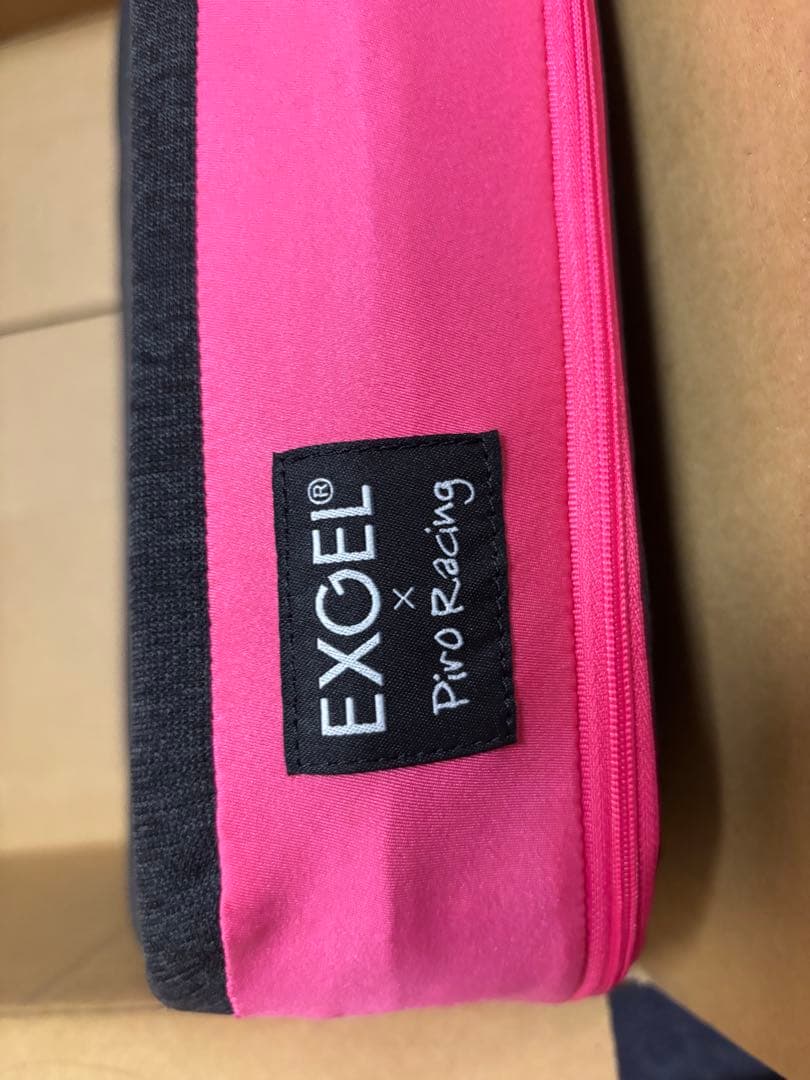 EXGEL®
×
Piro Racing